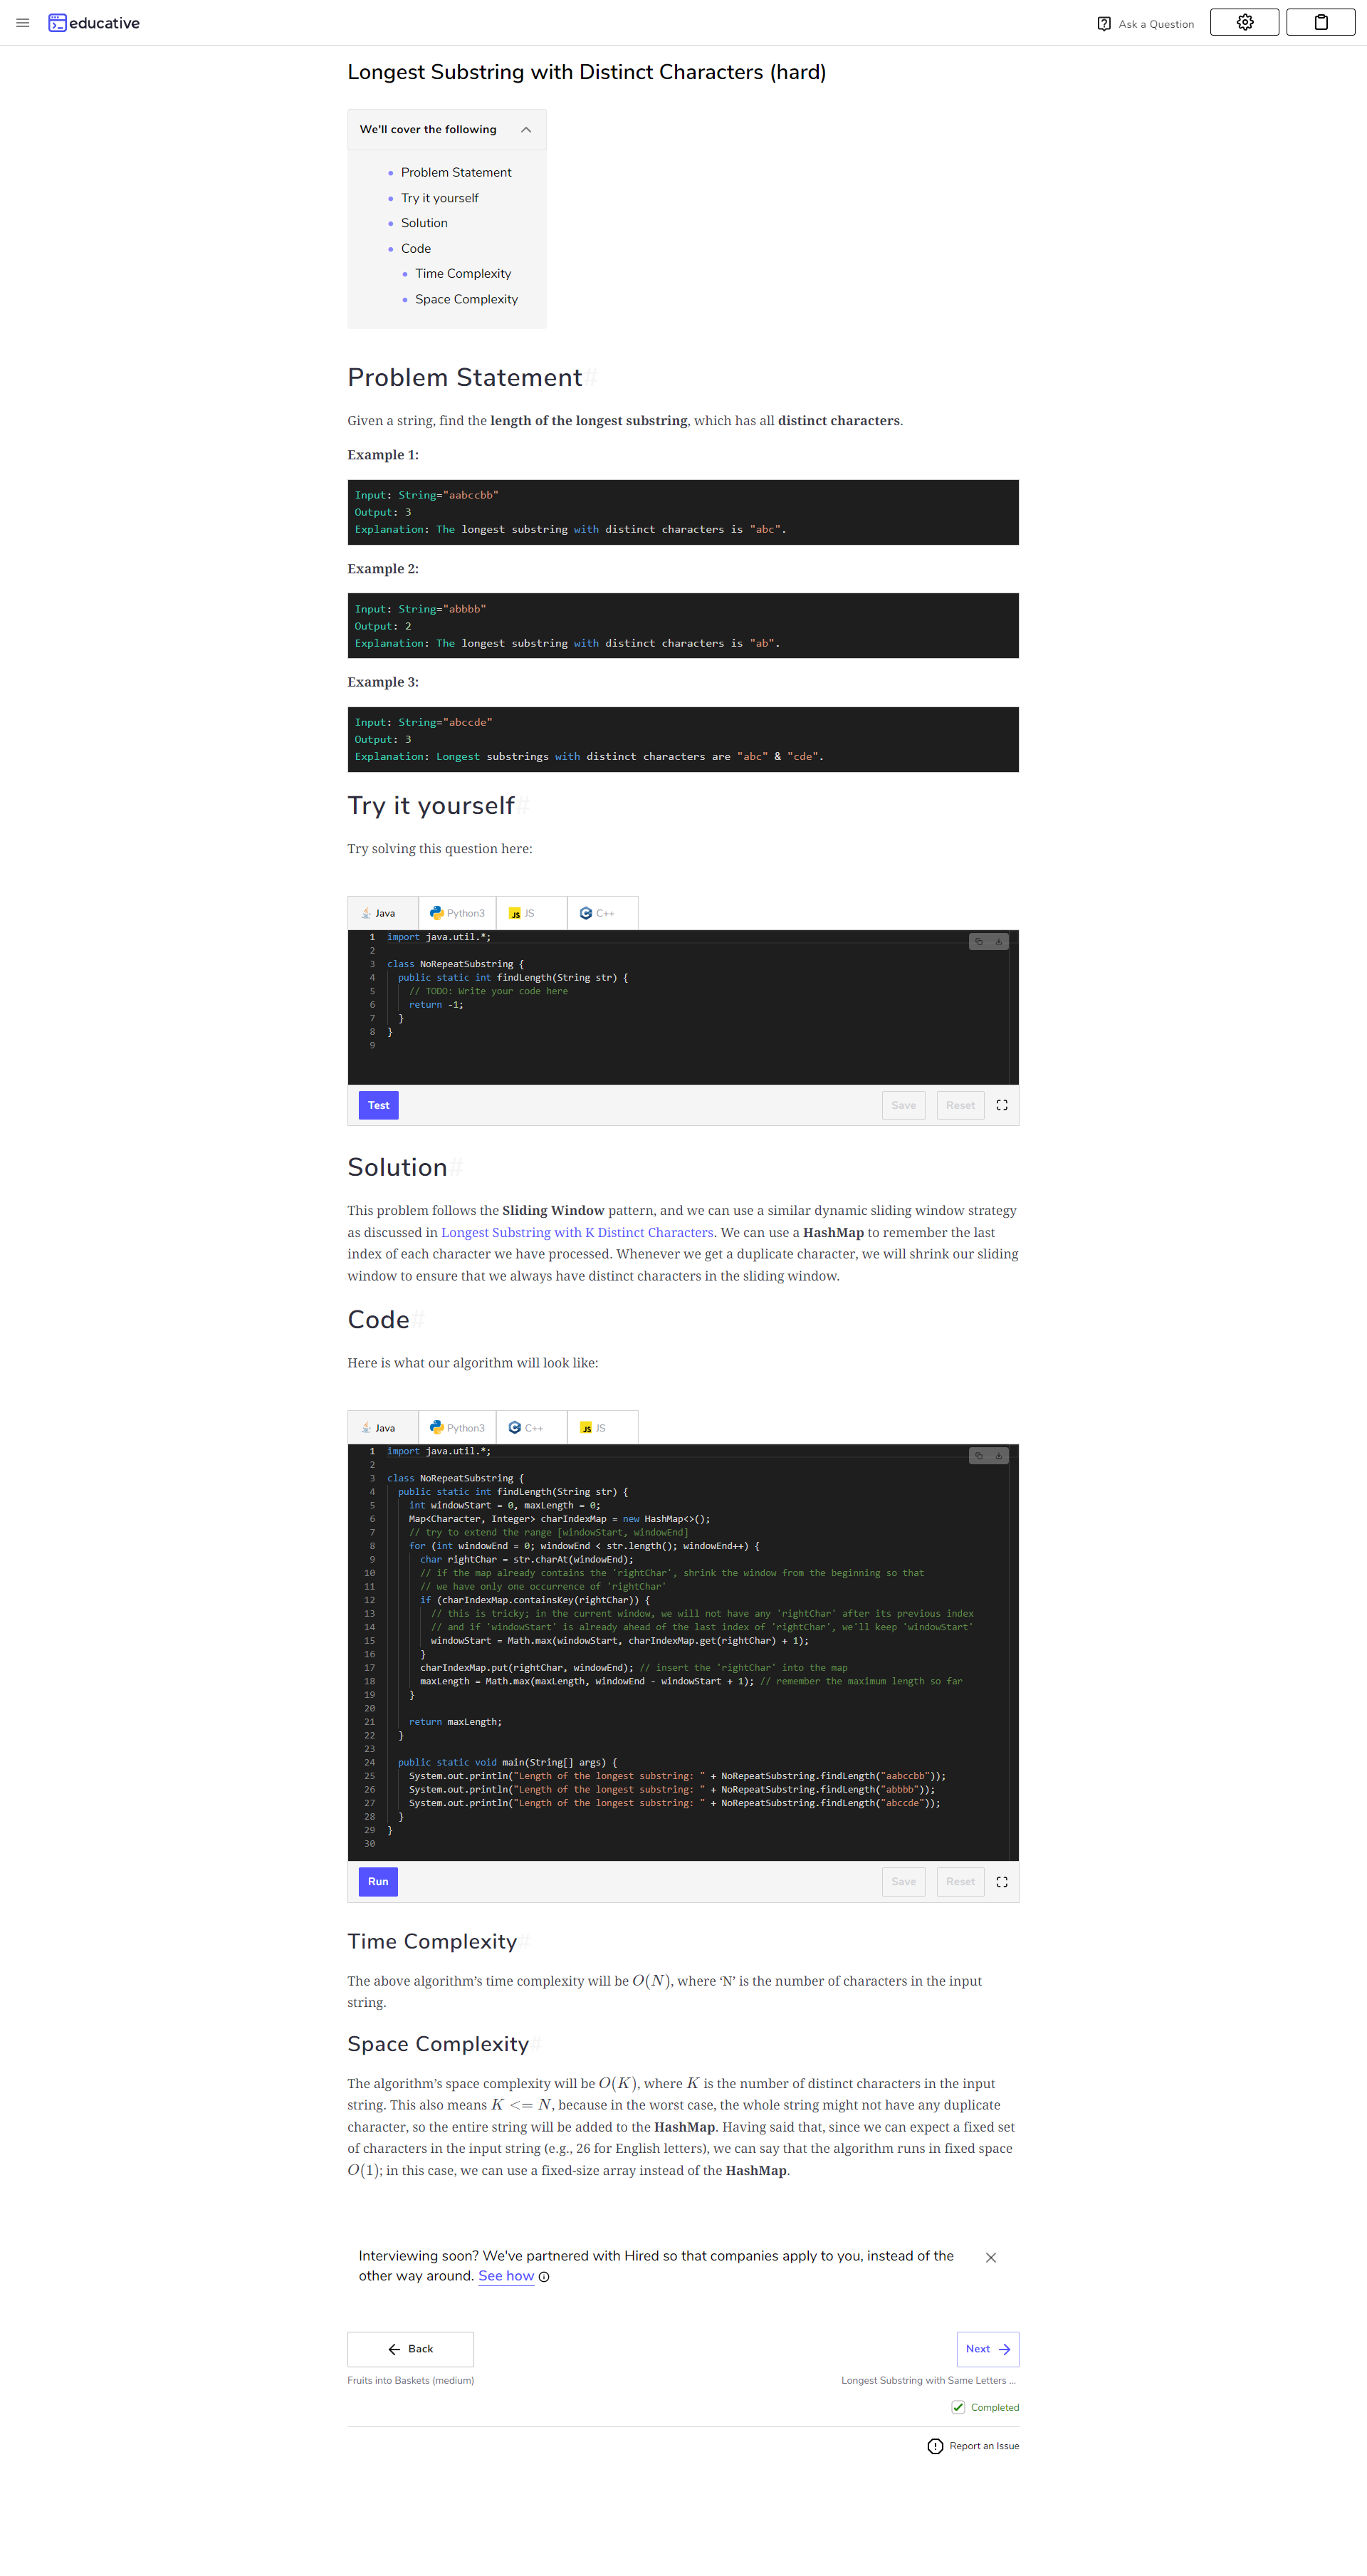 educative
Ask a Question
Longest Substring with Distinct Characters (hard)
We'll cover the following
Problem Statement
Try it yourself
Solution
Code
Time Complexity
Space Complexity
Problem Statement#
Given a string, find the length of the longest substring, which has all distinct characters.
Example 1:
Input: String="aabccbb"
Output: 3
Explanation: The longest substring with distinct characters is "abc".
Example 2:
Input: String="abbbb"
Output: 2
Explanation: The longest substring with distinct characters is "ab".
Example 3:
Input: String="abccde"
Output: 3
Explanation: Longest substrings with distinct characters are "abc" & "cde".
Try it yourself#
Try solving this question here:
Java Python3 JS C++
1 import java.util.*;
2
3 class NoRepeatSubstring {
4 public static int findLength(String str) {
5 // TODO: Write your code here
6 return -1;
7 }
8 }
9
Test Save Reset
Solution#
This problem follows the Sliding Window pattern, and we can use a similar dynamic sliding window strategy
as discussed in Longest Substring with K Distinct Characters. We can use a HashMap to remember the last
index of each character we have processed. Whenever we get a duplicate character, we will shrink our sliding
window to ensure that we always have distinct characters in the sliding window.
Code#
Here is what our algorithm will look like:
Java Python3 C++ JS
1 import java.util.*;
2
3 class NoRepeatSubstring {
4 public static int findLength(String str) {
5 int windowStart = 0, maxLength = 0;
6 Map<Character, Integer> charIndexMap = new HashMap<>();
7 // try to extend the range [windowStart, windowEnd]
8 for (int windowEnd = 0; windowEnd < str.length(); windowEnd++) {
9 char rightChar = str.charAt(windowEnd);
10 // if the map already contains the 'rightChar', shrink the window from the beginning so that
11 // we have only one occurrence of 'rightChar'
12 if (charIndexMap.containsKey(rightChar)) {
13 // this is tricky; in the current window, we will not have any 'rightChar' after its previous index
14 // and if 'windowStart' is already ahead of the last index of 'rightChar', we'll keep 'windowStart'
15 windowStart = Math.max(windowStart, charIndexMap.get(rightChar) + 1);
16 }
17 charIndexMap.put(rightChar, windowEnd); // insert the 'rightChar' into the map
18 maxLength = Math.max(maxLength, windowEnd - windowStart + 1); // remember the maximum length so far
19 }
20
21 return maxLength;
22 }
23
24 public static void main(String[] args) {
25 System.out.println("Length of the longest substring: " + NoRepeatSubstring.findLength("aabccbb"));
26 System.out.println("Length of the longest substring: " + NoRepeatSubstring.findLength("abbbb"));
27 System.out.println("Length of the longest substring: " + NoRepeatSubstring.findLength("abccde"));
28 }
29 }
30
Run Save Reset
Time Complexity#
The above algorithm's time complexity will be O(N), where 'N' is the number of characters in the input
string.
Space Complexity#
The algorithm's space complexity will be O(K), where K is the number of distinct characters in the input
string. This also means K <= N, because in the worst case, the whole string might not have any duplicate
character, so the entire string will be added to the HashMap. Having said that, since we can expect a fixed set
of characters in the input string (e.g., 26 for English letters), we can say that the algorithm runs in fixed space
O(1); in this case, we can use a fixed-size array instead of the HashMap.
Interviewing soon? We've partnered with Hired so that companies apply to you, instead of the
other way around. See how
Back Next
Fruits into Baskets (medium) Longest Substring with Same Letters ...
Completed
Report an Issue